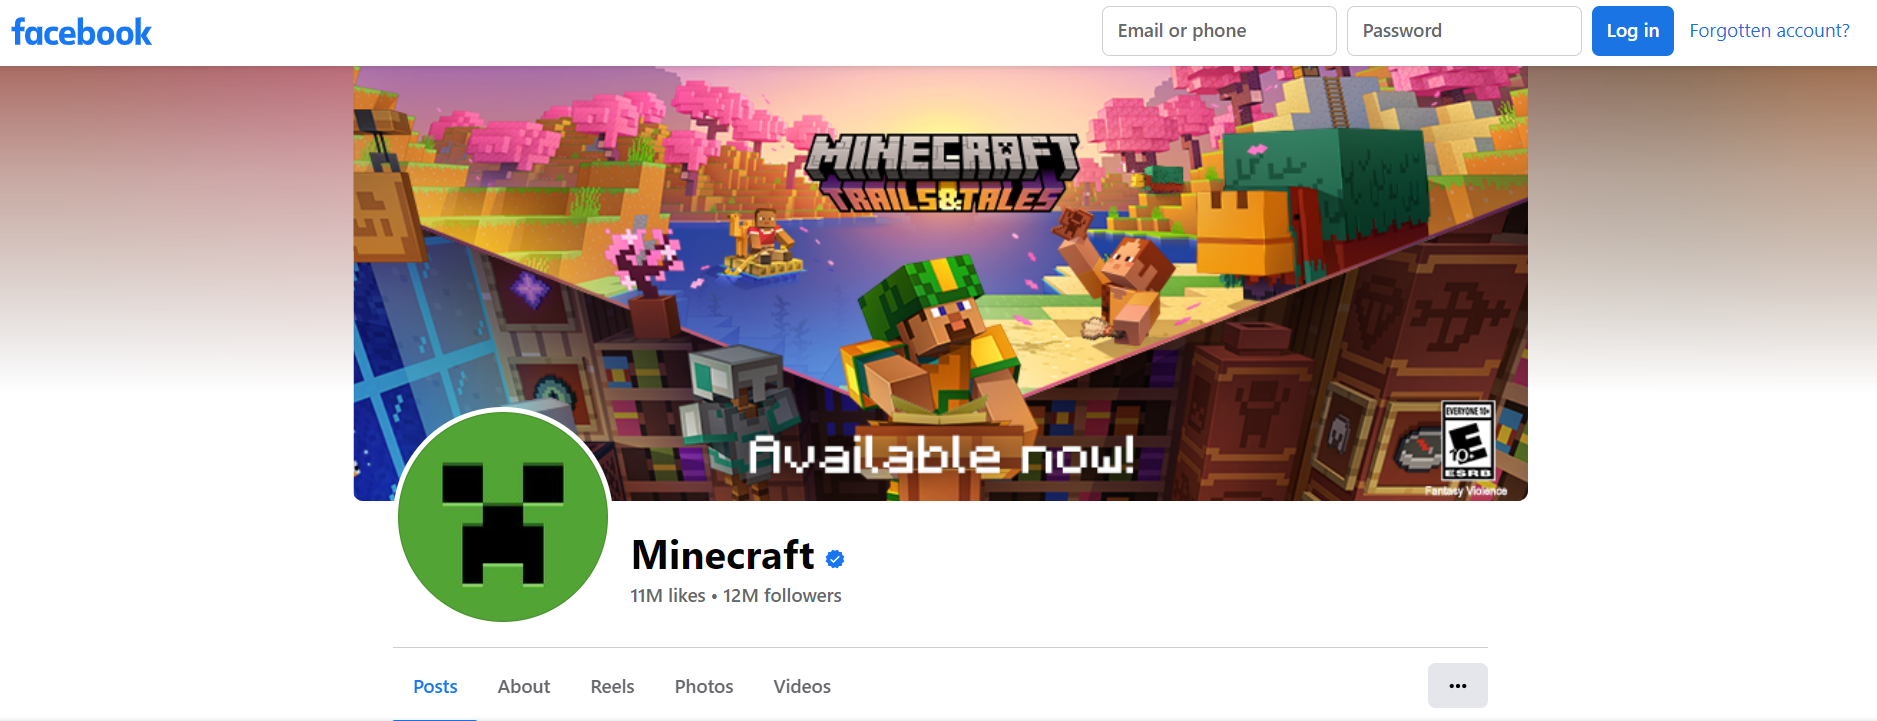 facebook
Email or phone
Password
Log in
Forgotten account?
MINECRAFT
TRAILS&TALES
Available now!
EVERYONE 10+
E
10+
ESRB
Fantasy Violence
Minecraft
11M likes • 12M followers
Posts
About
Reels
Photos
Videos